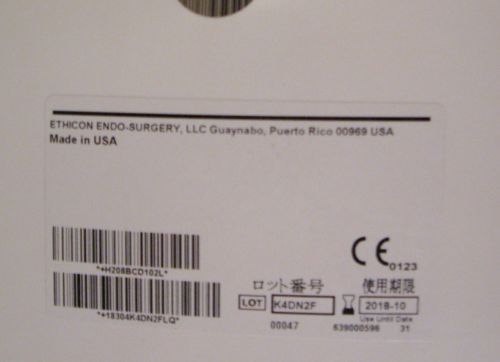 ETHICON ENDO-SURGERY, LLC Guaynabo, Puerto Rico 00969 USA
Made in USA
*+H208BCD102L*
CE 0123
*+18304K4DN2FLQ*
ロット番号
使用期限
LOT K4DN2F
2018-10
Use Until Date
00047
639000596
31